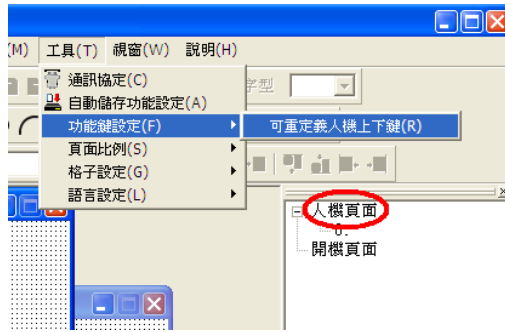 (M) 工具(T) 視窗(W) 說明(H)
通訊協定(C)
字型
自動儲存功能設定(A)
功能鍵設定(F)
可重定義人機上下鍵(R)
頁面比例(S)
格子設定(G)
語言設定(L)
人機頁面
0.
開機頁面